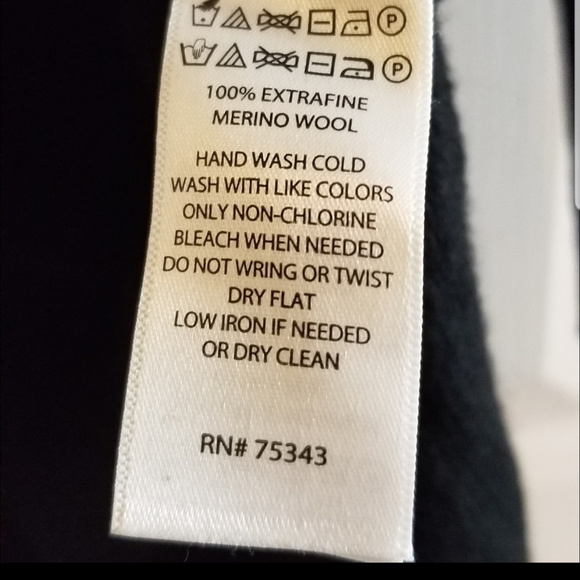 P
P
100% EXTRAFINE
MERINO WOOL
HAND WASH COLD
WASH WITH LIKE COLORS
ONLY NON-CHLORINE
BLEACH WHEN NEEDED
DO NOT WRING OR TWIST
DRY FLAT
LOW IRON IF NEEDED
OR DRY CLEAN
RN# 75343